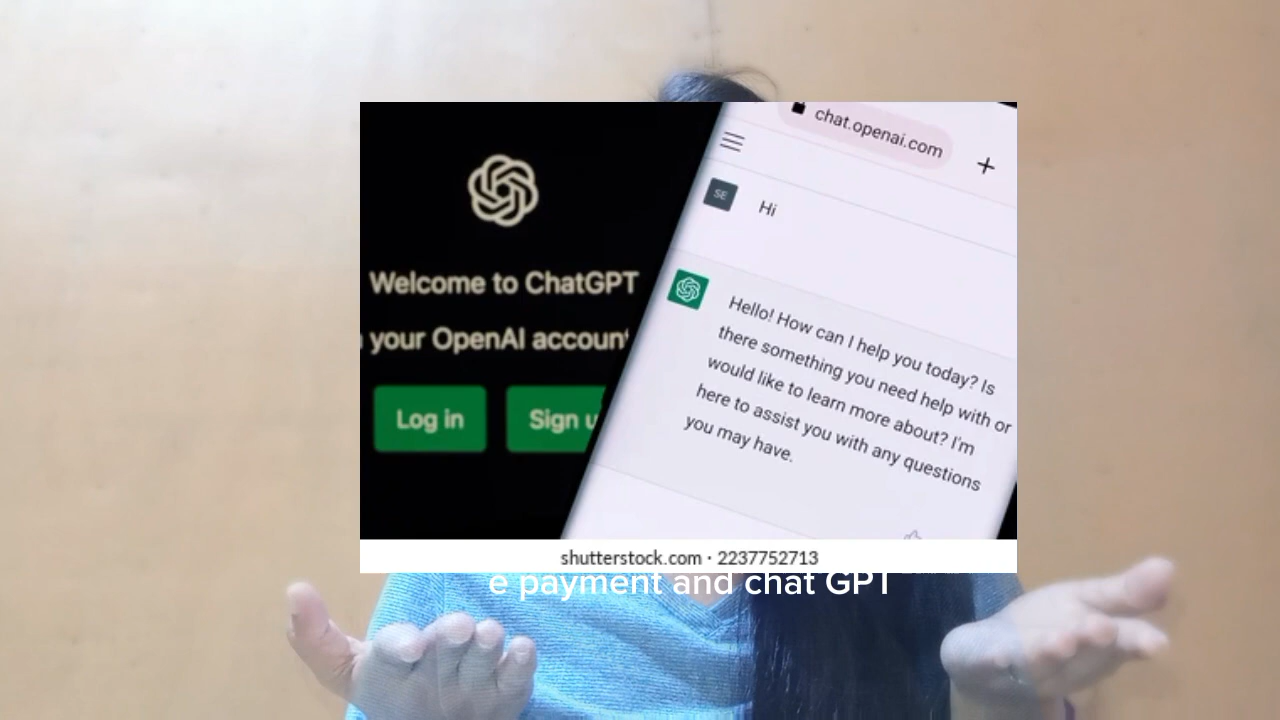 chat.openai.com
SE
Hi
Welcome to ChatGPT
your OpenAI account
Log in
Sign u
Hello! How can I help you today? Is
there something you need help with or
would like to learn more about? I'm
here to assist you with any questions
you may have.
shutterstock.com · 2237752713
e payment and chat GPT